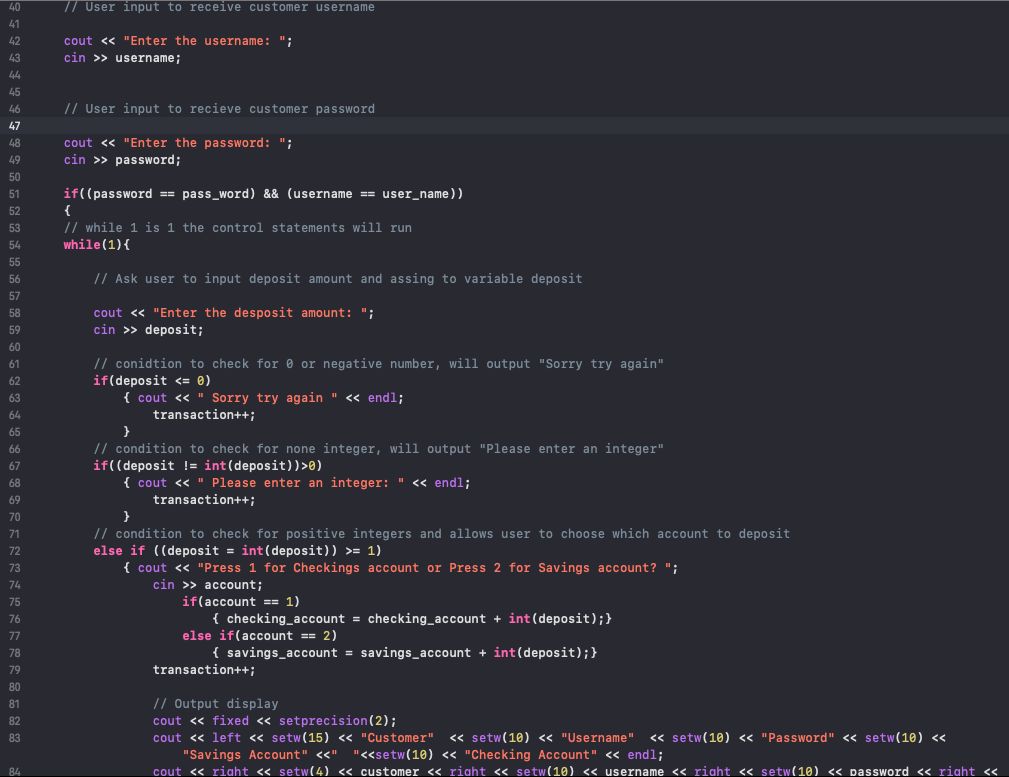 40 // User input to receive customer username
41
42 cout << "Enter the username: ";
43 cin >> username;
44
45
46 // User input to recieve customer password
47
48 cout << "Enter the password: ";
49 cin >> password;
50
51 if((password == pass_word) && (username == user_name))
52 {
53 // while 1 is 1 the control statements will run
54 while(1){
55
56 // Ask user to input deposit amount and assing to variable deposit
57
58 cout << "Enter the desposit amount: ";
59 cin >> deposit;
60
61 // conidtion to check for 0 or negative number, will output "Sorry try again"
62 if(deposit <= 0)
63 { cout << " Sorry try again " << endl;
64 transaction++;
65 }
66 // condition to check for none integer, will output "Please enter an integer"
67 if((deposit != int(deposit))>0)
68 { cout << " Please enter an integer: " << endl;
69 transaction++;
70 }
71 // condition to check for positive integers and allows user to choose which account to deposit
72 else if ((deposit = int(deposit)) >= 1)
73 { cout << "Press 1 for Checkings account or Press 2 for Savings account? ";
74 cin >> account;
75 if(account == 1)
76 { checking_account = checking_account + int(deposit);}
77 else if(account == 2)
78 { savings_account = savings_account + int(deposit);}
79 transaction++;
80
81 // Output display
82 cout << fixed << setprecision(2);
83 cout << left << setw(15) << "Customer"  << setw(10) << "Username"  << setw(10) << "Password" << setw(10) <<
"Savings Account" <<"  "<<setw(10) << "Checking Account" << endl;
84 cout << right << setw(4) << customer << right << setw(10) << username << right << setw(10) << password << right <<